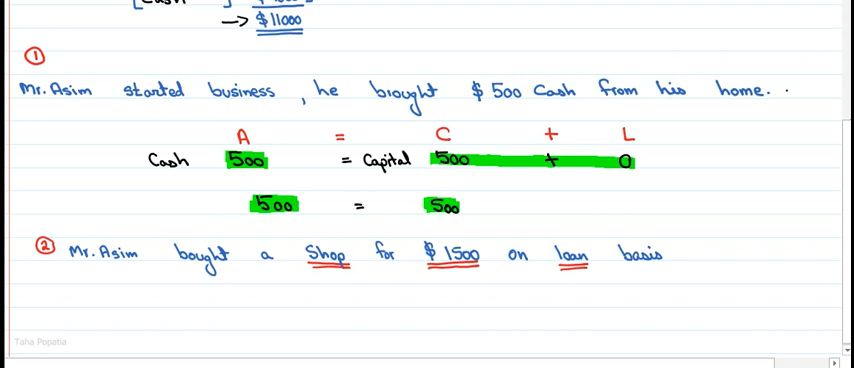 → $11000
①
Mr. Asim started business, he brought $500 Cash from his home.
A = C + L
Cash 500 = Capital 500 + 0
500 = 500
② Mr. Asim bought a Shop for $1500 on loan basis
Taha Popatia